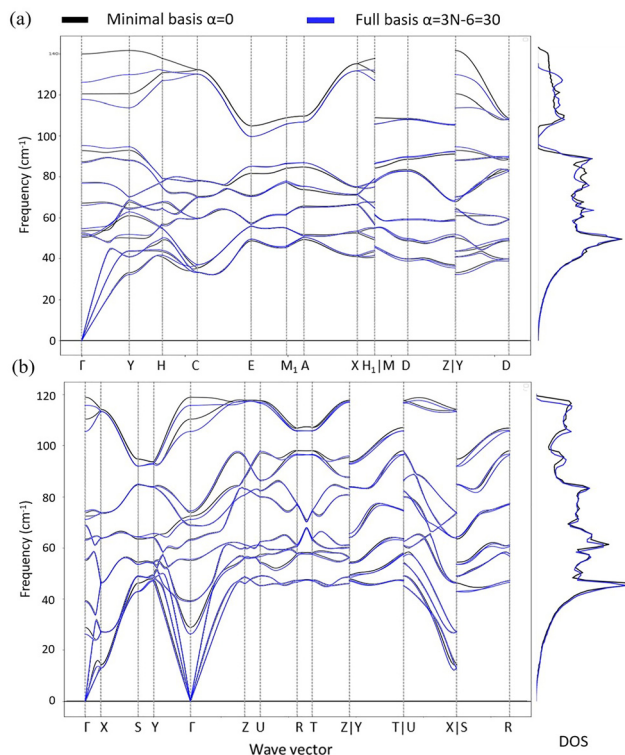 (a) Minimal basis α=0 Full basis α=3N-6=30
140
120
100
80
60
40
20
0
Frequency (cm⁻¹)
Γ Y H C E M₁ A X H₁|M D Z|Y D
(b)
120
100
80
60
40
20
0
Frequency (cm⁻¹)
Γ X S Y Γ Z U R T Z|Y T|U X|S R
Wave vector
DOS